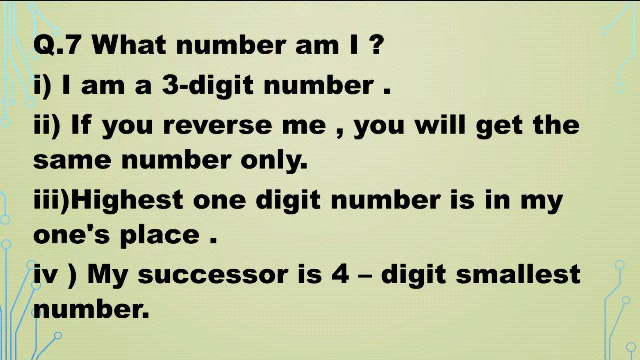 Q.7 What number am I ?
i) I am a 3-digit number .
ii) If you reverse me , you will get the
same number only.
iii)Highest one digit number is in my
one's place .
iv ) My successor is 4 – digit smallest
number.